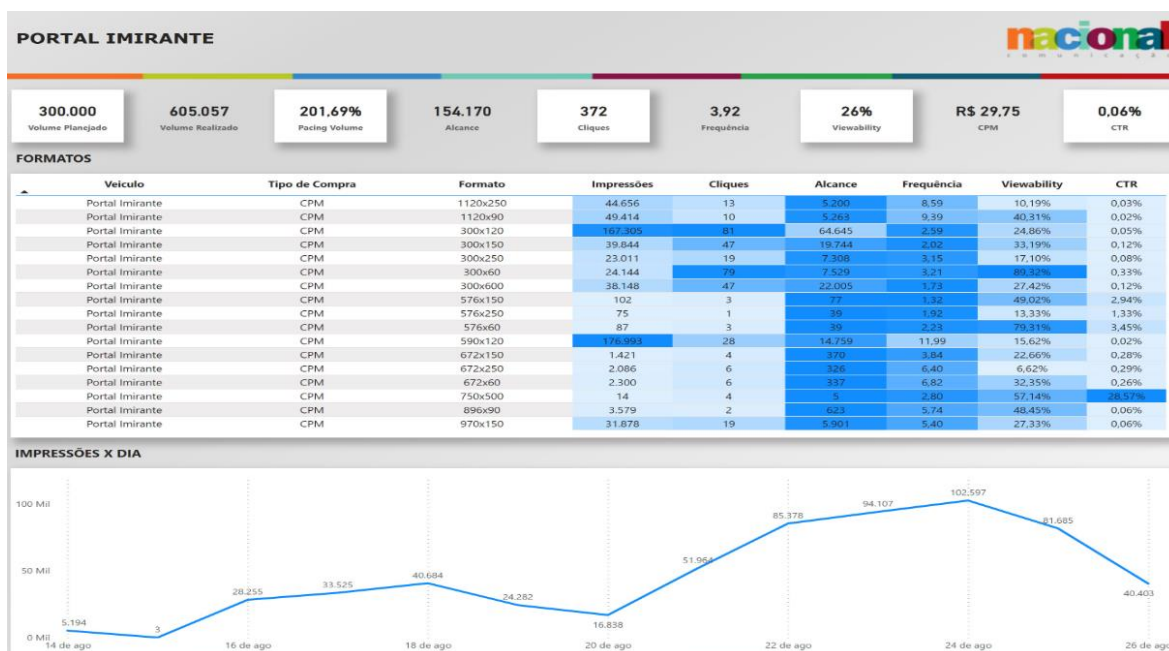 PORTAL IMIRANTE
nacional
comunicação
300.000 605.057 201,69% 154.170 372 3,92 26% R$ 29,75 0,06%
Volume Planejado Volume Realizado Pacing Volume Alcance Cliques Frequência Viewability CPM CTR
FORMATOS
Veiculo Tipo de Compra Formato Impressões Cliques Alcance Frequência Viewability CTR
Portal Imirante CPM 1120x250 44.656 13 5.200 8,59 10,19% 0,03%
Portal Imirante CPM 1120x90 49.414 10 5.263 9,39 40,31% 0,02%
Portal Imirante CPM 300x120 167.305 81 64.645 2,59 24,86% 0,05%
Portal Imirante CPM 300x150 39.844 47 19.744 2,02 33,19% 0,12%
Portal Imirante CPM 300x250 23.011 19 7.308 3,15 17,10% 0,08%
Portal Imirante CPM 300x60 24.144 79 7.529 3,21 89,32% 0,33%
Portal Imirante CPM 300x600 38.148 47 22.005 1,73 27,42% 0,12%
Portal Imirante CPM 576x150 102 3 77 1,32 49,02% 2,94%
Portal Imirante CPM 576x250 75 1 39 1,92 13,33% 1,33%
Portal Imirante CPM 576x60 87 3 39 2,23 79,31% 3,45%
Portal Imirante CPM 590x120 176.993 28 14.759 11,99 15,62% 0,02%
Portal Imirante CPM 672x150 1.421 4 370 3,84 22,66% 0,28%
Portal Imirante CPM 672x250 2.086 6 326 6,40 6,62% 0,29%
Portal Imirante CPM 672x60 2.300 6 337 6,82 32,35% 0,26%
Portal Imirante CPM 750x500 14 4 5 2,80 57,14% 28,57%
Portal Imirante CPM 896x90 3.579 2 623 5,74 48,45% 0,06%
Portal Imirante CPM 970x150 31.878 19 5.901 5,40 27,33% 0,06%
IMPRESSÕES X DIA
100 Mil
50 Mil
0 Mil
5.194 3 28.255 33.525 40.684 24.282 16.838 51.964 85.378 94.107 102.597 81.685 40.403
14 de ago 16 de ago 18 de ago 20 de ago 22 de ago 24 de ago 26 de ago